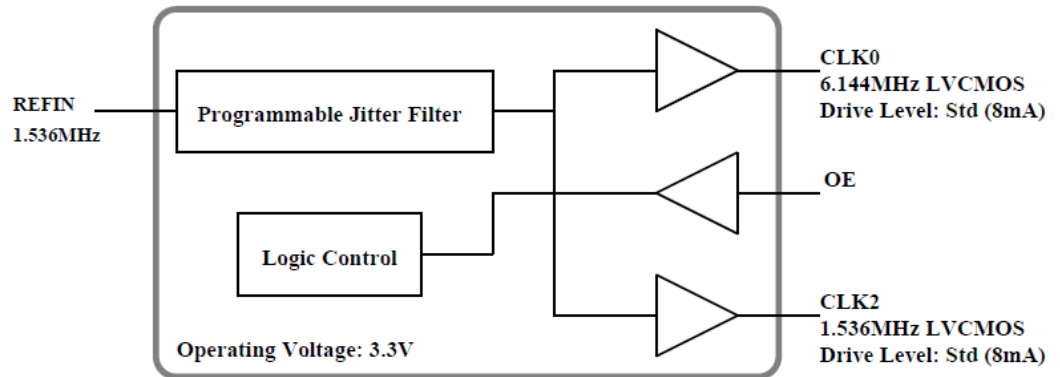 REFIN
1.536MHz
Programmable Jitter Filter
Logic Control
Operating Voltage: 3.3V
CLK0
6.144MHz LVCMOS
Drive Level: Std (8mA)
OE
CLK2
1.536MHz LVCMOS
Drive Level: Std (8mA)